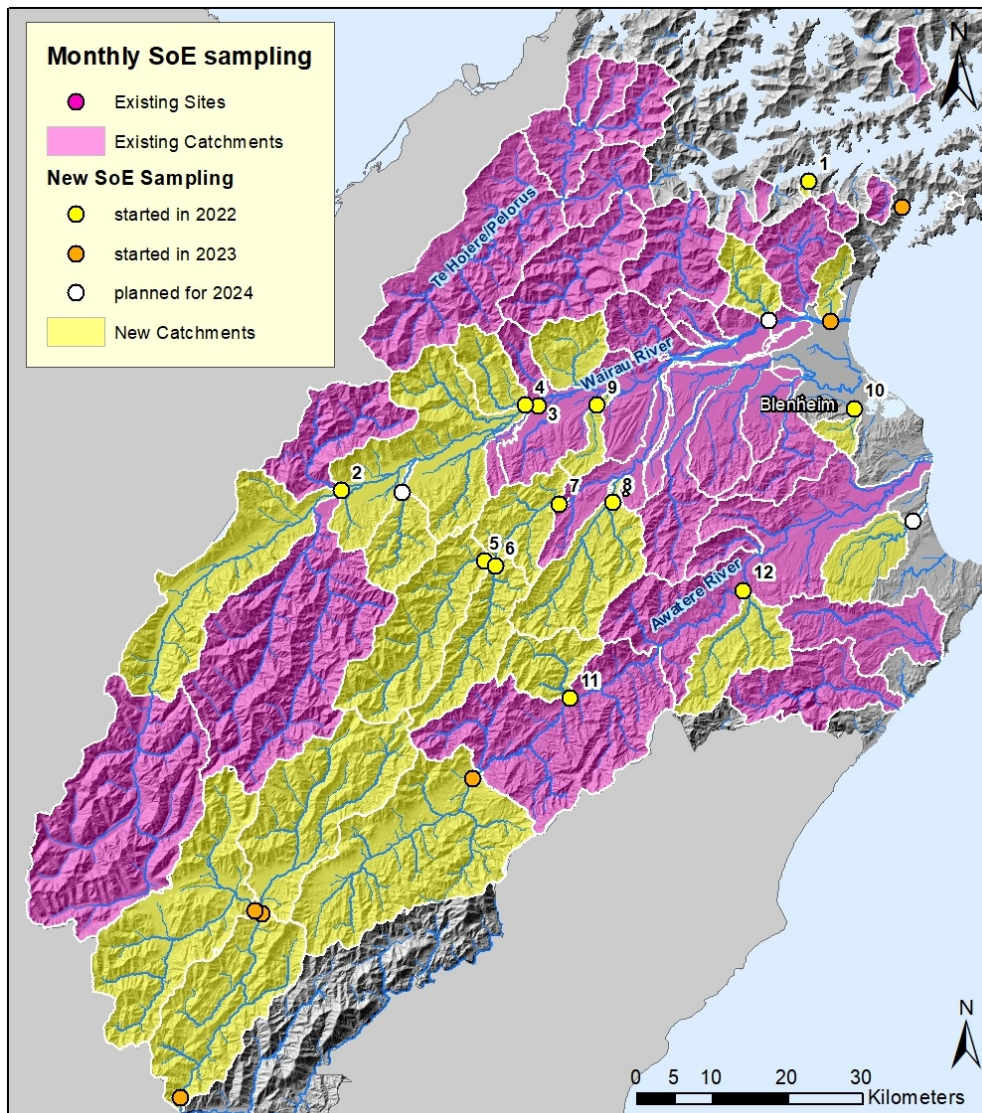 Monthly SoE sampling
Existing Sites
Existing Catchments
New SoE Sampling
started in 2022
started in 2023
planned for 2024
New Catchments
N
1
Te Hoiere/Pelorus
Wairau River
4
3
9
10
Blenheim
2
7
8
5
6
12
Awatere River
11
N
0 5 10 20 30
Kilometers